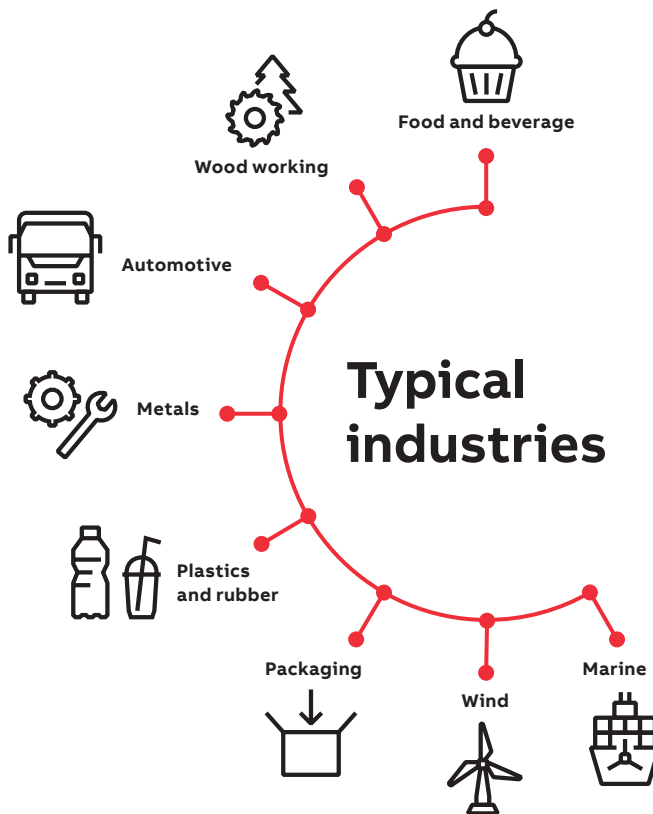 Food and beverage
Wood working
Automotive
Typical
industries
Metals
Plastics
and rubber
Packaging
Marine
Wind